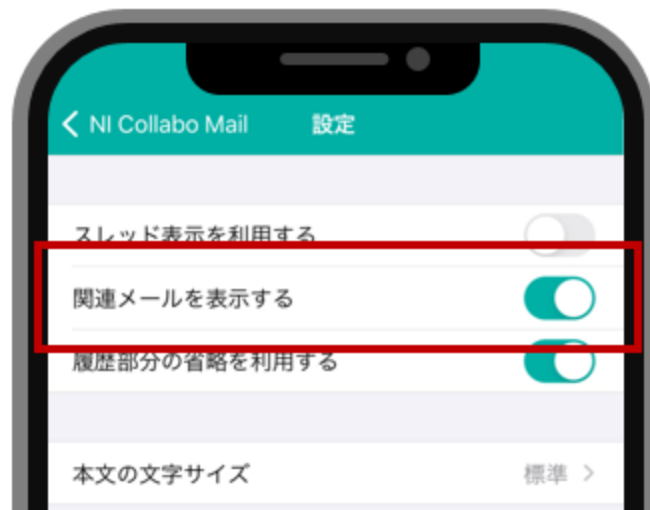 NI Collabo Mail 設定
スレッド表示を利用する
関連メールを表示する
履歴部分の省略を利用する
本文の文字サイズ 標準